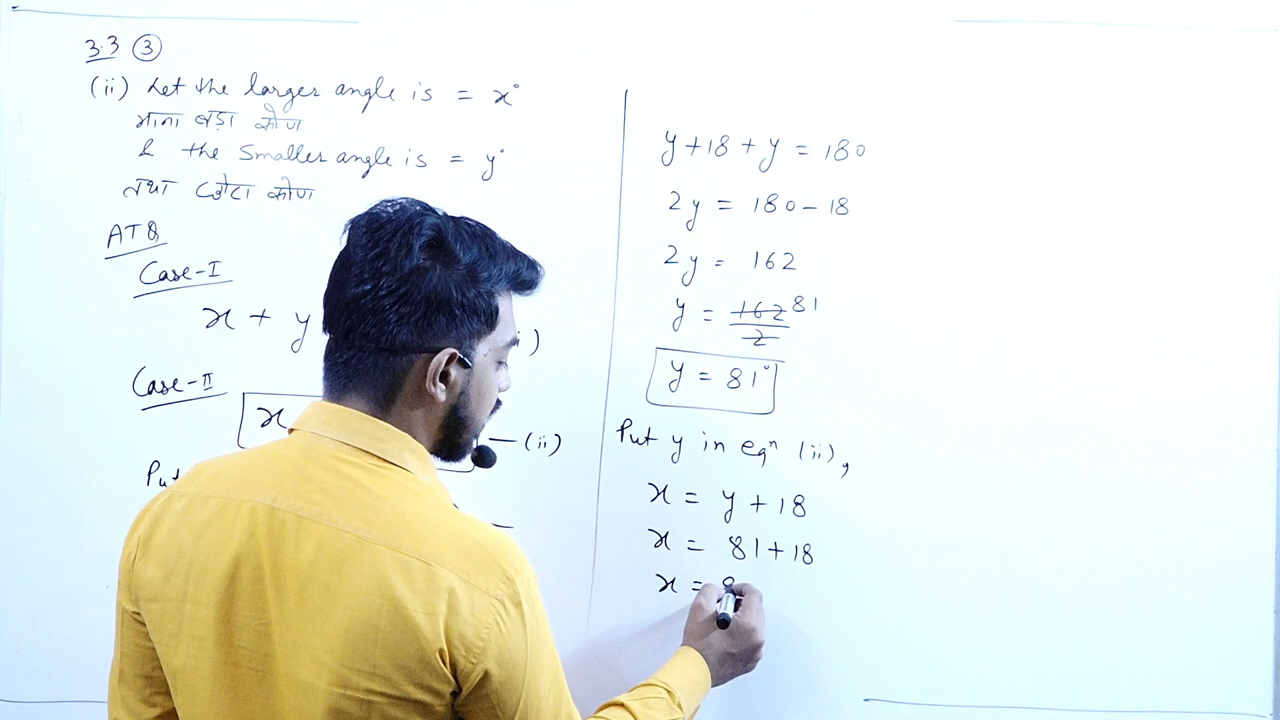 3.3 ③
(ii) Let the larger angle is = x°
माना बड़ा कोण
& the smaller angle is = y°
तथा छोटा कोण
ATQ
Case-I
x + y
)
Case-II
x
— (ii)
Put
y + 18 + y = 180
2y = 180 - 18
2y = 162
y = 162/2 81
y = 81°
Put y in eqⁿ (ii),
x = y + 18
x = 81 + 18
x =